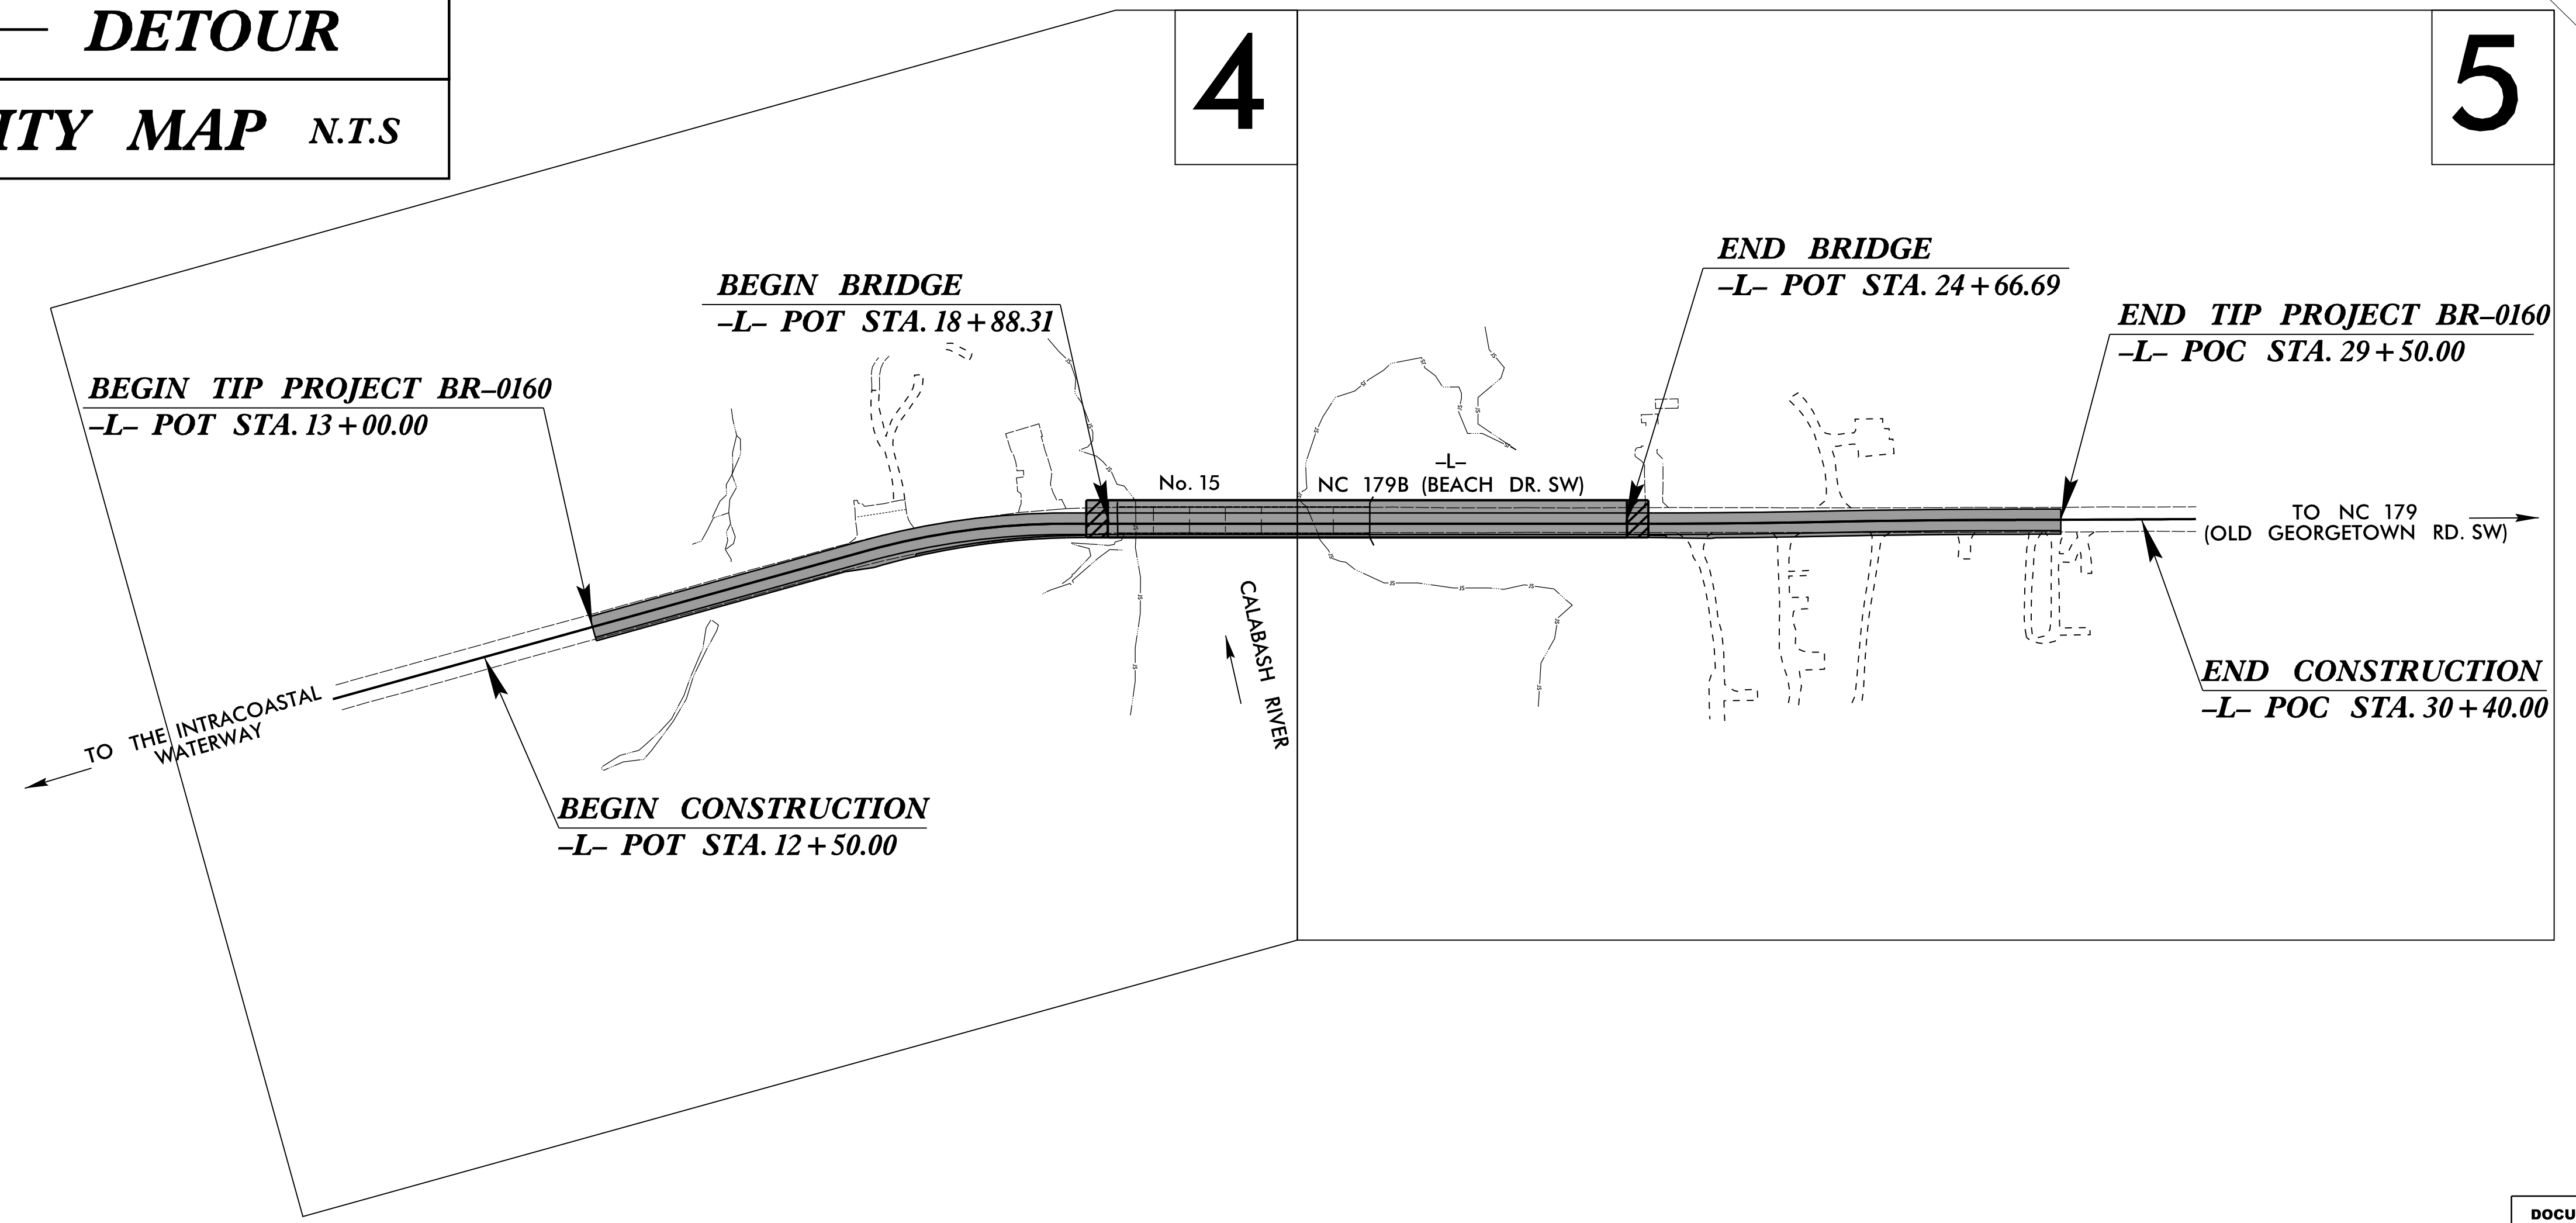 DETOUR
ITY MAP N.T.S
4
5
END BRIDGE
–L– POT STA. 24+66.69
BEGIN BRIDGE
–L– POT STA. 18+88.31
END TIP PROJECT BR–0160
–L– POC STA. 29+50.00
BEGIN TIP PROJECT BR–0160
–L– POT STA. 13+00.00
–L–
No. 15
NC 179B (BEACH DR. SW)
TO NC 179
(OLD GEORGETOWN RD. SW)
CALABASH RIVER
END CONSTRUCTION
–L– POC STA. 30+40.00
TO THE INTRACOASTAL
WATERWAY
BEGIN CONSTRUCTION
–L– POT STA. 12+50.00
DOCU